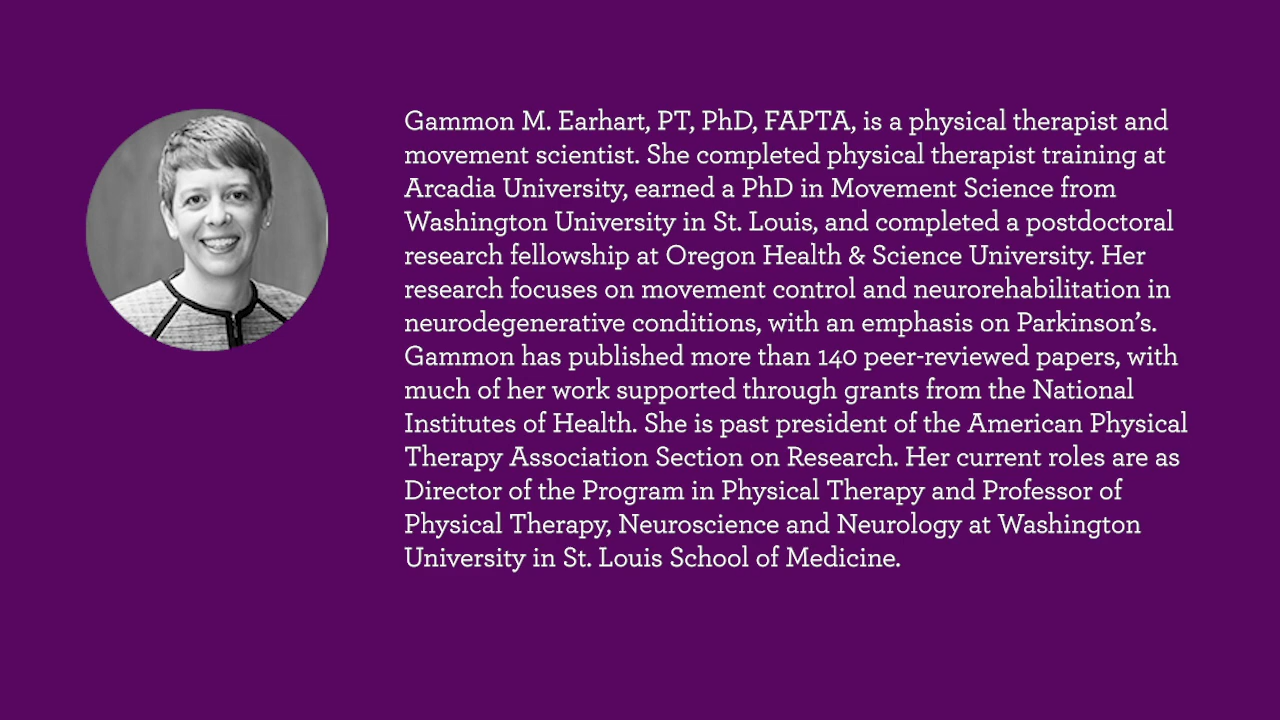 Gammon M. Earhart, PT, PhD, FAPTA, is a physical therapist and
movement scientist. She completed physical therapist training at
Arcadia University, earned a PhD in Movement Science from
Washington University in St. Louis, and completed a postdoctoral
research fellowship at Oregon Health & Science University. Her
research focuses on movement control and neurorehabilitation in
neurodegenerative conditions, with an emphasis on Parkinson’s.
Gammon has published more than 140 peer-reviewed papers, with
much of her work supported through grants from the National
Institutes of Health. She is past president of the American Physical
Therapy Association Section on Research. Her current roles are as
Director of the Program in Physical Therapy and Professor of
Physical Therapy, Neuroscience and Neurology at Washington
University in St. Louis School of Medicine.